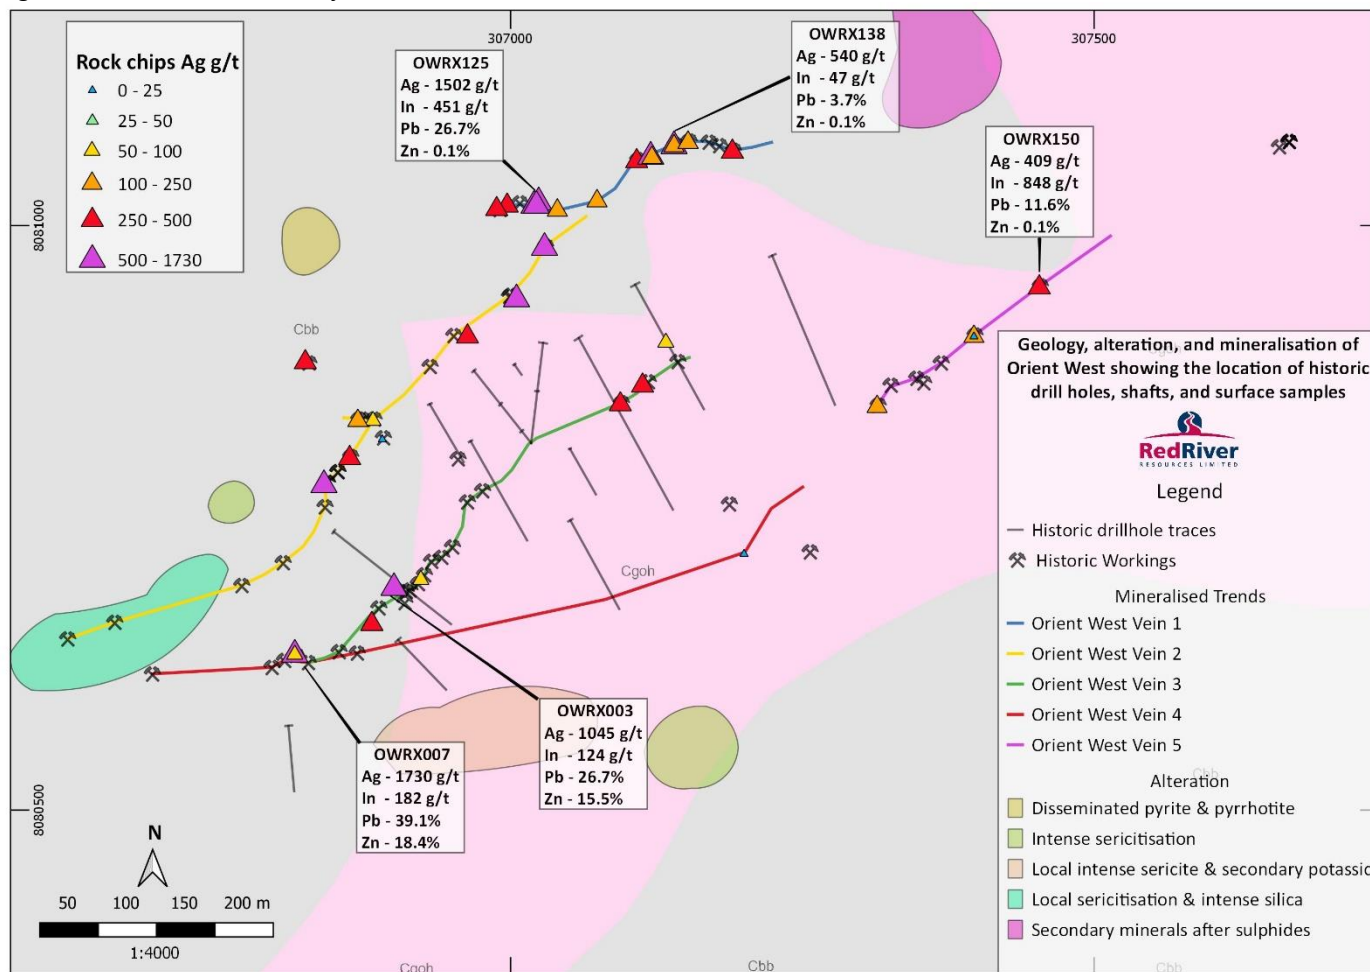 307000
307500
8081000
8080500
Rock chips Ag g/t
0 - 25
25 - 50
50 - 100
100 - 250
250 - 500
500 - 1730
OWRX125
Ag - 1502 g/t
In - 451 g/t
Pb - 26.7%
Zn - 0.1%
OWRX138
Ag - 540 g/t
In - 47 g/t
Pb - 3.7%
Zn - 0.1%
OWRX150
Ag - 409 g/t
In - 848 g/t
Pb - 11.6%
Zn - 0.1%
Cbb
Cgoh
OWRX007
Ag - 1730 g/t
In - 182 g/t
Pb - 39.1%
Zn - 18.4%
OWRX003
Ag - 1045 g/t
In - 124 g/t
Pb - 26.7%
Zn - 15.5%
Geology, alteration, and mineralisation of
Orient West showing the location of historic
drill holes, shafts, and surface samples
RedRiver
RESOURCES LIMITED
Legend
Historic drillhole traces
Historic Workings
Mineralised Trends
Orient West Vein 1
Orient West Vein 2
Orient West Vein 3
Orient West Vein 4
Orient West Vein 5
Alteration
Disseminated pyrite & pyrrhotite
Intense sericitisation
Local intense sericite & secondary potassic
Local sericitisation & intense silica
Secondary minerals after sulphides
Cbb
N
50 100 150 200 m
1:4000
Cgoh
Cbb
Cbb